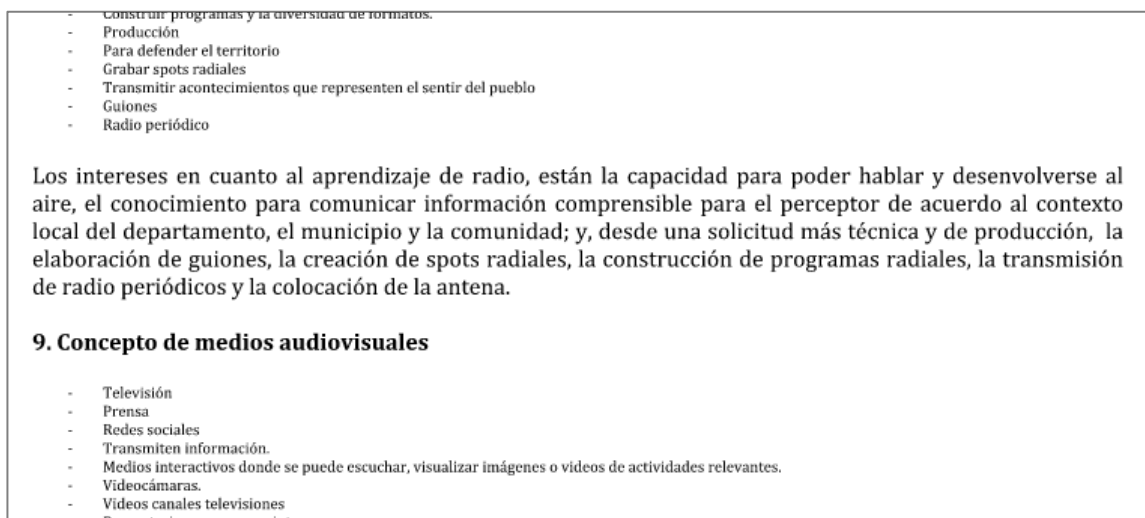 - Construir programas y la diversidad de formatos.
- Producción
- Para defender el territorio
- Grabar spots radiales
- Transmitir acontecimientos que representen el sentir del pueblo
- Guiones
- Radio periódico
Los intereses en cuanto al aprendizaje de radio, están la capacidad para poder hablar y desenvolverse al
aire, el conocimiento para comunicar información comprensible para el perceptor de acuerdo al contexto
local del departamento, el municipio y la comunidad; y, desde una solicitud más técnica y de producción, la
elaboración de guiones, la creación de spots radiales, la construcción de programas radiales, la transmisión
de radio periódicos y la colocación de la antena.
9. Concepto de medios audiovisuales
- Televisión
- Prensa
- Redes sociales
- Transmiten información.
- Medios interactivos donde se puede escuchar, visualizar imágenes o videos de actividades relevantes.
- Videocámaras.
- Videos canales televisiones